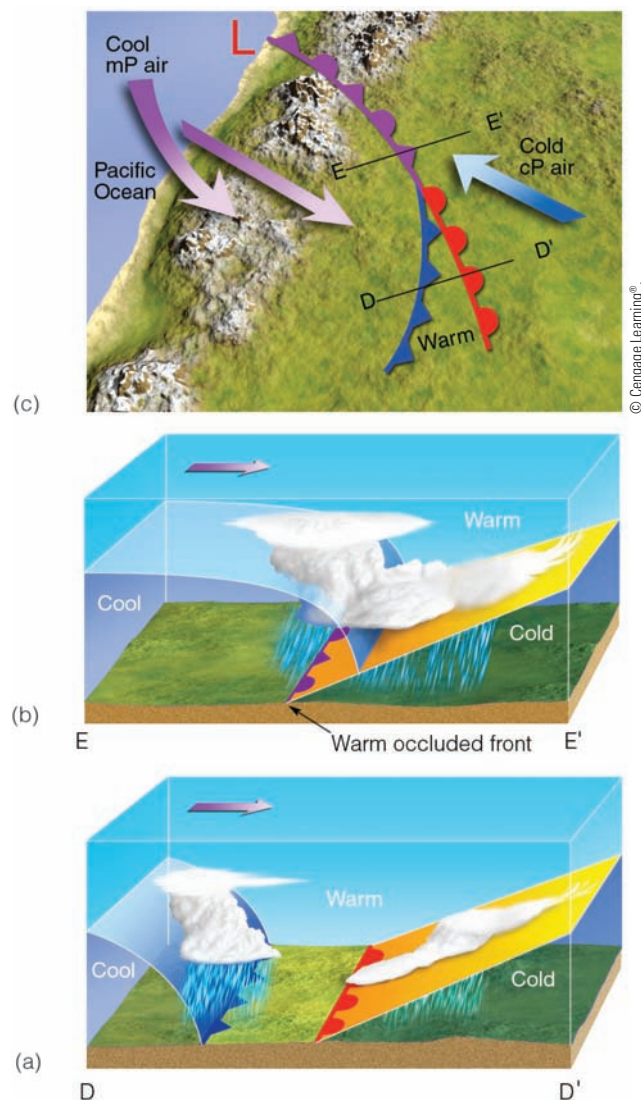 Cool
mP air
L
Pacific
Ocean
E
E'
Cold
cP air
D
D'
Warm
(c)
© Cengage Learning®.
Cool
Warm
Cold
(b)
E
Warm occluded front
E'
Cool
Warm
Cold
(a)
D
D'